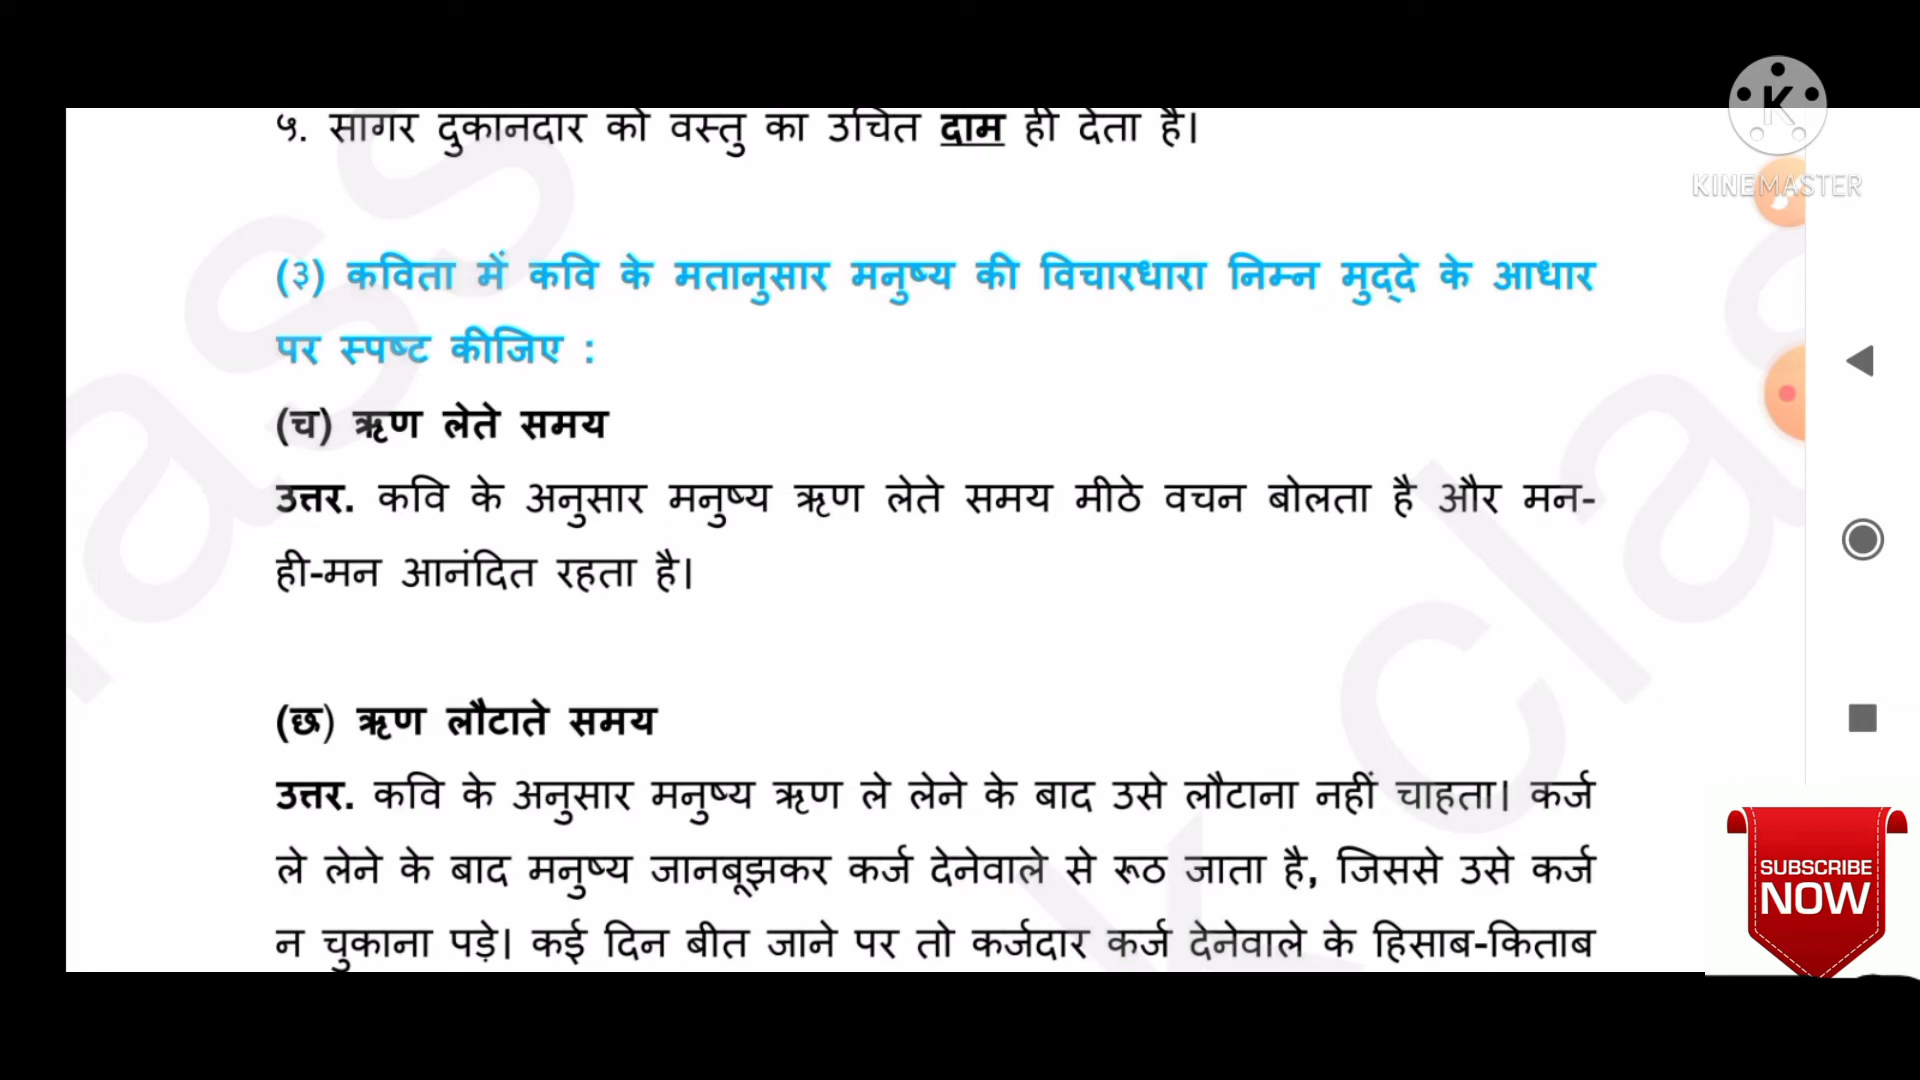 ५. सागर दुकानदार को वस्तु का उचित दाम ही देता है।
K
KINEMASTER
(३) कविता में कवि के मतानुसार मनुष्य की विचारधारा निम्न मुद्‌दे के आधार
पर स्पष्ट कीजिए :
(च) ऋण लेते समय
उत्तर. कवि के अनुसार मनुष्य ऋण लेते समय मीठे वचन बोलता है और मन-
ही-मन आनंदित रहता है।
(छ) ऋण लौटाते समय
उत्तर. कवि के अनुसार मनुष्य ऋण ले लेने के बाद उसे लौटाना नहीं चाहता। कर्ज
ले लेने के बाद मनुष्य जानबूझकर कर्ज देनेवाले से रूठ जाता है, जिससे उसे कर्ज
न चुकाना पड़े। कई दिन बीत जाने पर तो कर्जदार कर्ज देनेवाले के हिसाब-किताब
SUBSCRIBE
NOW